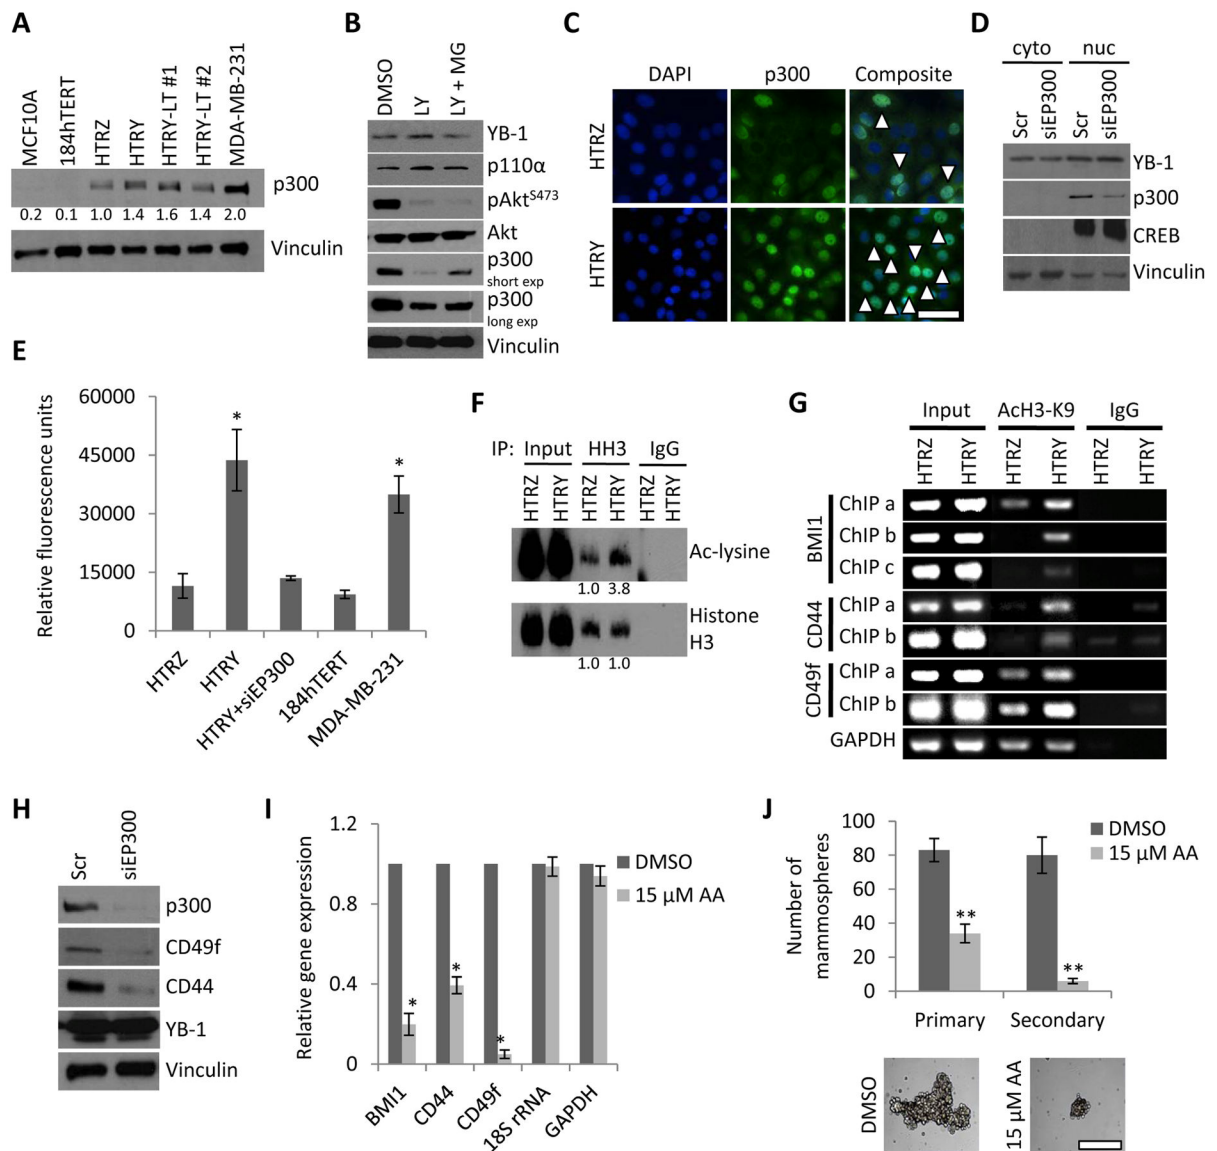 A
MCF10A
184hTERT
HTRZ
HTRY
HTRY-LT #1
HTRY-LT #2
MDA-MB-231
p300
0.2 0.1 1.0 1.4 1.6 1.4 2.0
Vinculin
B
DMSO
LY
LY + MG
YB-1
p110α
pAktS473
Akt
p300
short exp
p300
long exp
Vinculin
C
DAPI p300 Composite
HTRZ
HTRY
D
cyto nuc
Scr
siEP300
Scr
siEP300
YB-1
p300
CREB
Vinculin
E
Relative fluorescence units
60000
45000
30000
15000
0
*
*
HTRZ
HTRY
HTRY+siEP300
184hTERT
MDA-MB-231
F
IP: Input HH3 IgG
HTRZ
HTRY
HTRZ
HTRY
HTRZ
HTRY
Ac-lysine
1.0 3.8
Histone
H3
1.0 1.0
G
Input AcH3-K9 IgG
HTRZ
HTRY
HTRZ
HTRY
HTRZ
HTRY
BMI1
ChIP a
ChIP b
ChIP c
CD44
ChIP a
ChIP b
CD49f
ChIP a
ChIP b
GAPDH
H
Scr
siEP300
p300
CD49f
CD44
YB-1
Vinculin
I
Relative gene expression
1.2
0.8
0.4
0
DMSO
15 µM AA
*
*
*
BMI1
CD44
CD49f
18S rRNA
GAPDH
J
Number of
mammospheres
100
80
60
40
20
0
DMSO
15 µM AA
**
**
Primary Secondary
DMSO
15 µM AA